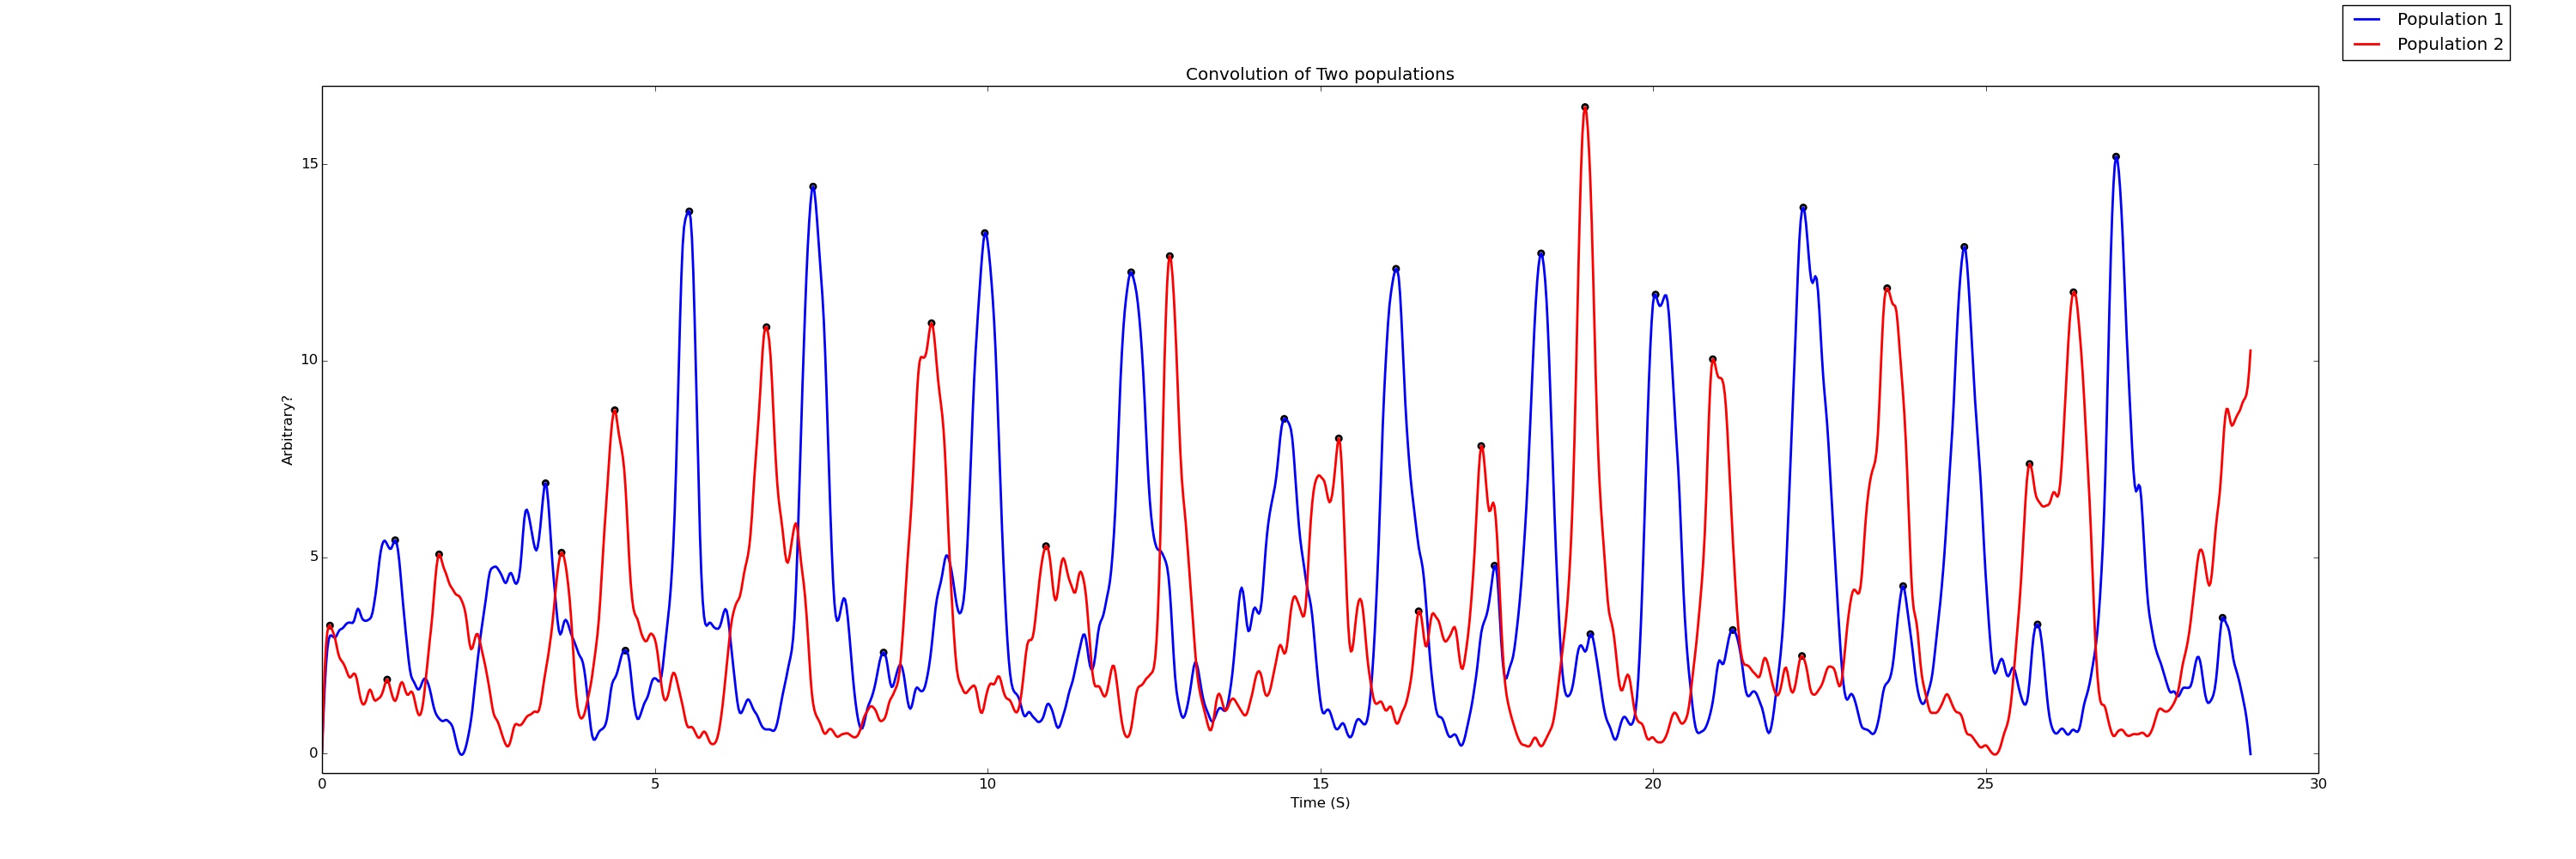 Population 1
Population 2
Convolution of Two populations
15
10
5
0
Arbitrary?
0 5 10 15 20 25 30
Time (S)